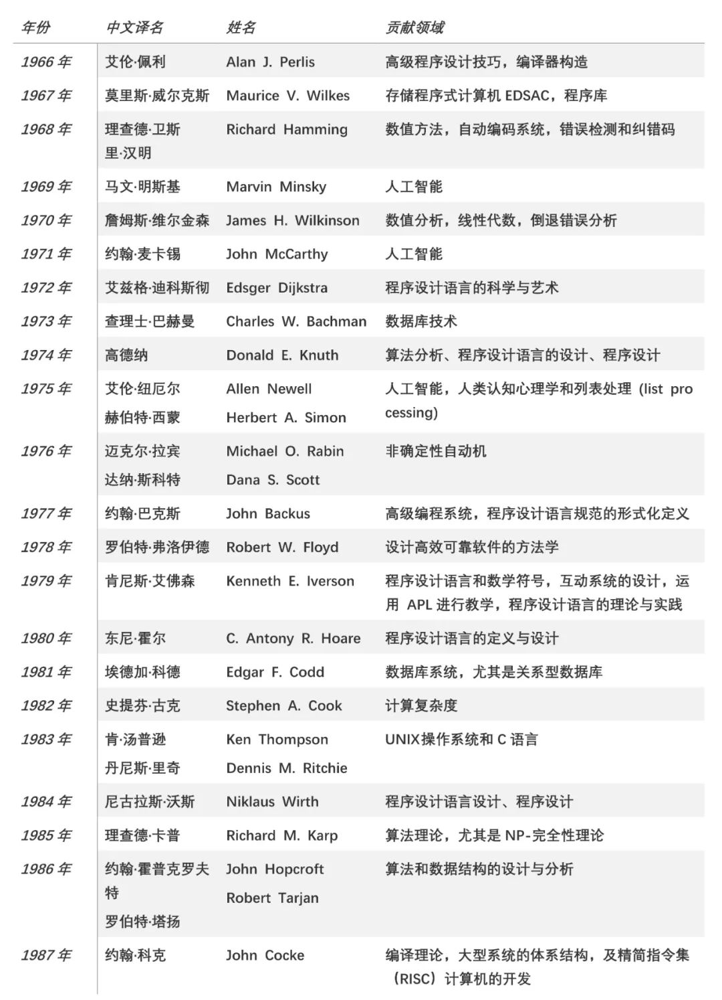 年份 中文译名 姓名 贡献领域
1966 年 艾伦·佩利 Alan J. Perlis 高级程序设计技巧，编译器构造
1967 年 莫里斯·威尔克斯 Maurice V. Wilkes 存储程序式计算机 EDSAC，程序库
1968 年 理查德·卫斯 Richard Hamming 数值方法，自动编码系统，错误检测和纠错码
里·汉明
1969 年 马文·明斯基 Marvin Minsky 人工智能
1970 年 詹姆斯·维尔金森 James H. Wilkinson 数值分析，线性代数，倒退错误分析
1971 年 约翰·麦卡锡 John McCarthy 人工智能
1972 年 艾兹格·迪科斯彻 Edsger Dijkstra 程序设计语言的科学与艺术
1973 年 查理士·巴赫曼 Charles W. Bachman 数据库技术
1974 年 高德纳 Donald E. Knuth 算法分析、程序设计语言的设计、程序设计
1975 年 艾伦·纽厄尔 Allen Newell 人工智能，人类认知心理学和列表处理 (list pro
赫伯特·西蒙 Herbert A. Simon cessing)
1976 年 迈克尔·拉宾 Michael O. Rabin 非确定性自动机
达纳·斯科特 Dana S. Scott
1977 年 约翰·巴克斯 John Backus 高级编程系统，程序设计语言规范的形式化定义
1978 年 罗伯特·弗洛伊德 Robert W. Floyd 设计高效可靠软件的方法学
1979 年 肯尼斯·艾佛森 Kenneth E. Iverson 程序设计语言和数学符号，互动系统的设计，运
用 APL 进行教学，程序设计语言的理论与实践
1980 年 东尼·霍尔 C. Antony R. Hoare 程序设计语言的定义与设计
1981 年 埃德加·科德 Edgar F. Codd 数据库系统，尤其是关系型数据库
1982 年 史提芬·古克 Stephen A. Cook 计算复杂度
1983 年 肯·汤普逊 Ken Thompson UNIX操作系统和 C 语言
丹尼斯·里奇 Dennis M. Ritchie
1984 年 尼古拉斯·沃斯 Niklaus Wirth 程序设计语言设计、程序设计
1985 年 理查德·卡普 Richard M. Karp 算法理论，尤其是 NP-完全性理论
1986 年 约翰·霍普克罗夫 John Hopcroft 算法和数据结构的设计与分析
特 Robert Tarjan
罗伯特·塔扬
1987 年 约翰·科克 John Cocke 编译理论，大型系统的体系结构，及精简指令集
（RISC）计算机的开发